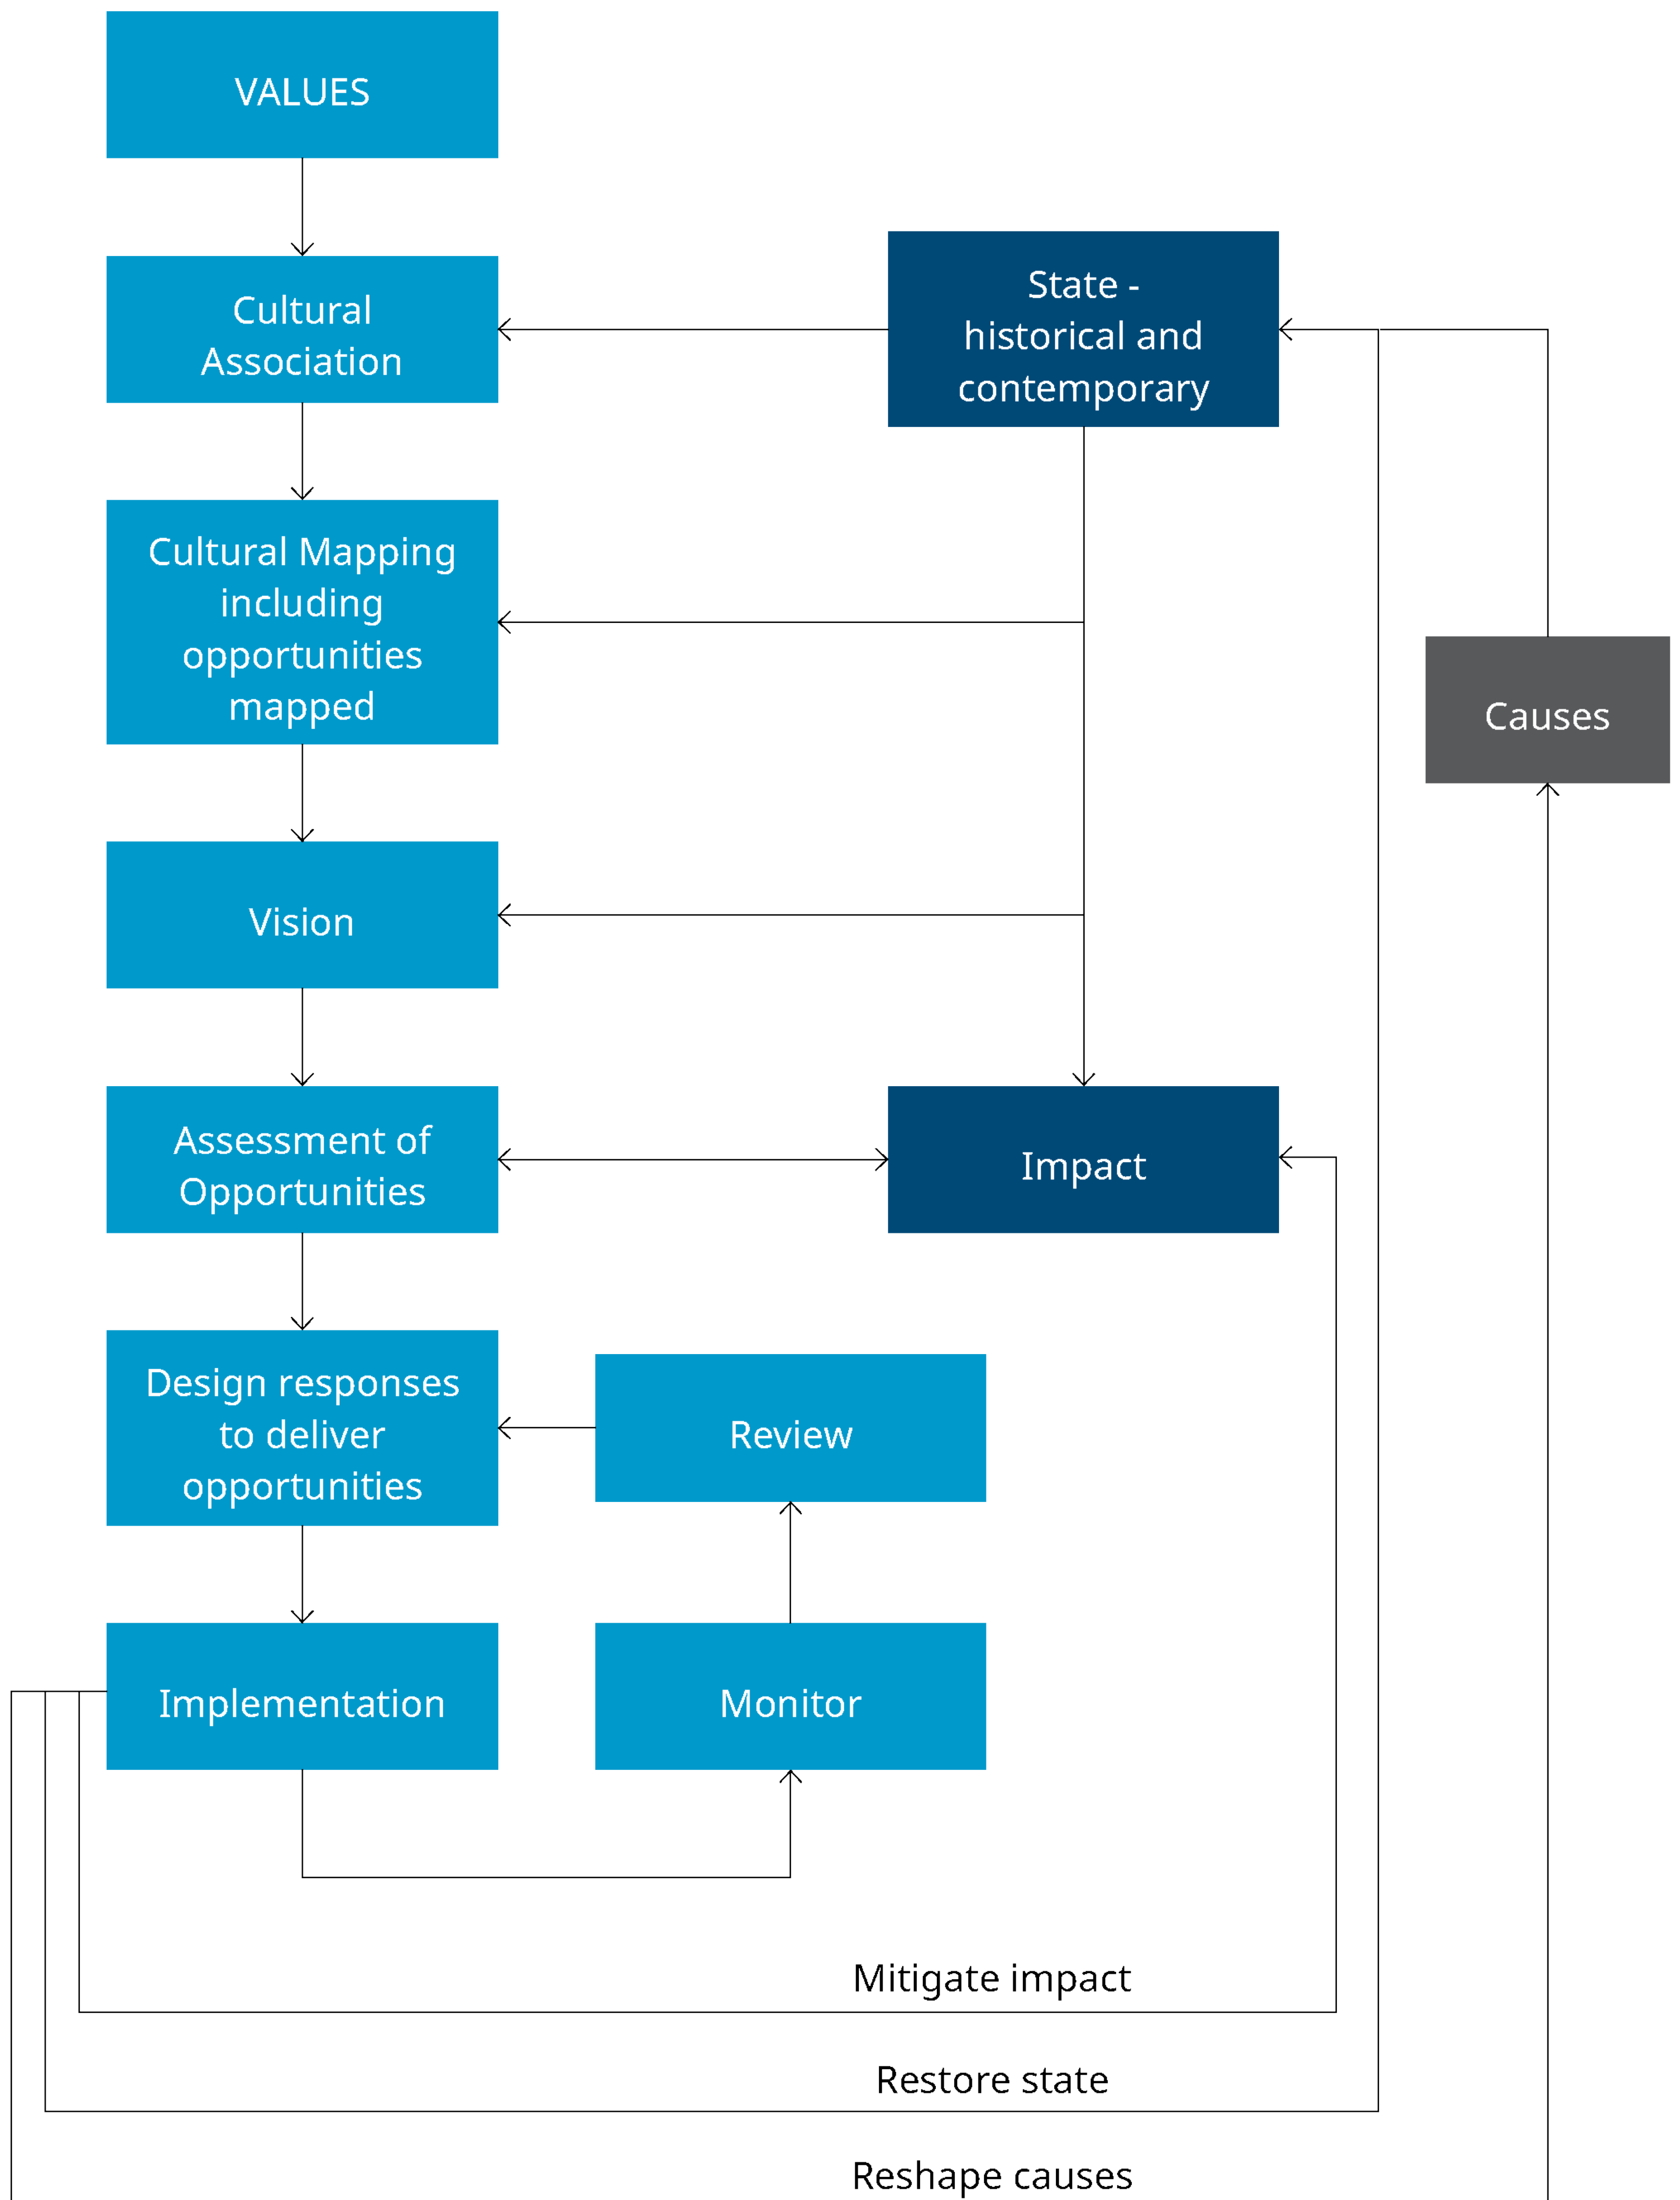 VALUES
Cultural
Association
State -
historical and
contemporary
Cultural Mapping
including
opportunities
mapped
Causes
Vision
Assessment of
Opportunities
Impact
Design responses
to deliver
opportunities
Review
Implementation
Monitor
Mitigate impact
Restore state
Reshape causes